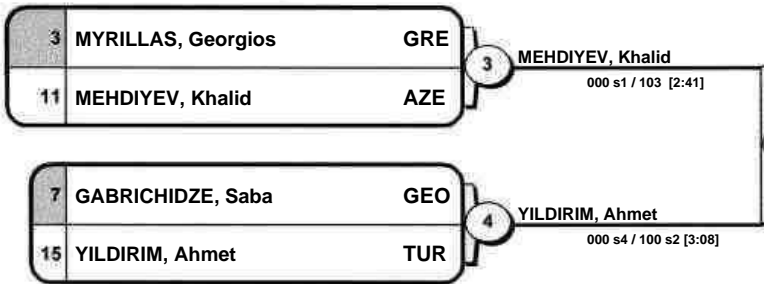 3 MYRILLAS, Georgios GRE
11 MEHDIYEV, Khalid AZE
3
MEHDIYEV, Khalid
000 s1 / 103 [2:41]
7 GABRICHIDZE, Saba GEO
15 YILDIRIM, Ahmet TUR
4
YILDIRIM, Ahmet
000 s4 / 100 s2 [3:08]